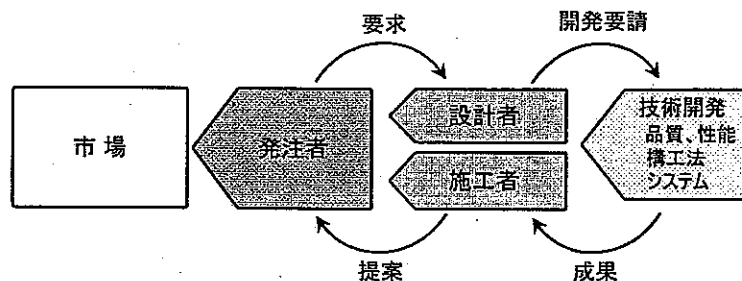 要求
開発要請
市場
発注者
設計者
施工者
技術開発
品質、性能
構工法
システム
提案
成果